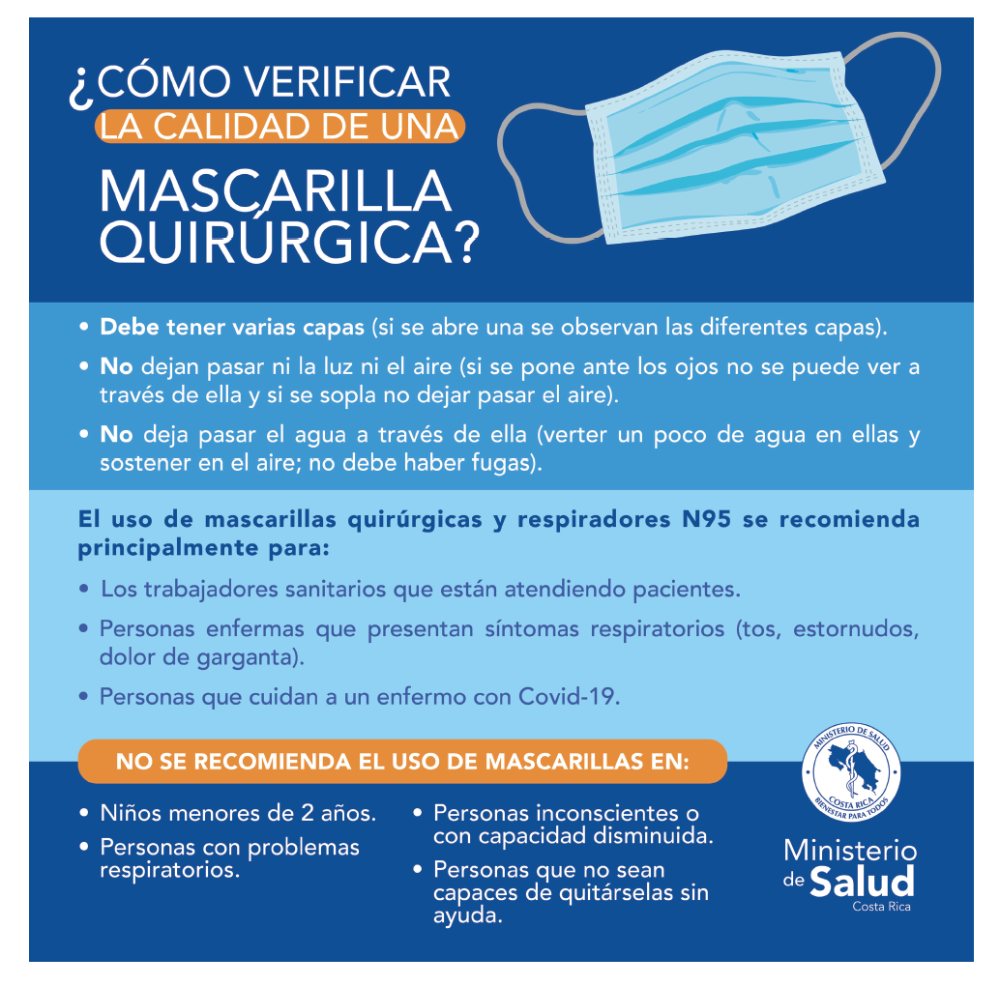 ¿CÓMO VERIFICAR
LA CALIDAD DE UNA
MASCARILLA
QUIRÚRGICA?
• Debe tener varias capas (si se abre una se observan las diferentes capas).
• No dejan pasar ni la luz ni el aire (si se pone ante los ojos no se puede ver a
través de ella y si se sopla no dejar pasar el aire).
• No deja pasar el agua a través de ella (verter un poco de agua en ellas y
sostener en el aire; no debe haber fugas).
El uso de mascarillas quirúrgicas y respiradores N95 se recomienda
principalmente para:
• Los trabajadores sanitarios que están atendiendo pacientes.
• Personas enfermas que presentan síntomas respiratorios (tos, estornudos,
dolor de garganta).
• Personas que cuidan a un enfermo con Covid-19.
NO SE RECOMIENDA EL USO DE MASCARILLAS EN:
• Niños menores de 2 años.
• Personas con problemas
respiratorios.
• Personas inconscientes o
con capacidad disminuida.
• Personas que no sean
capaces de quitárselas sin
ayuda.
MINISTERIO DE SALUD
COSTA RICA
BIENESTAR PARA TODOS
Ministerio
de Salud
Costa Rica